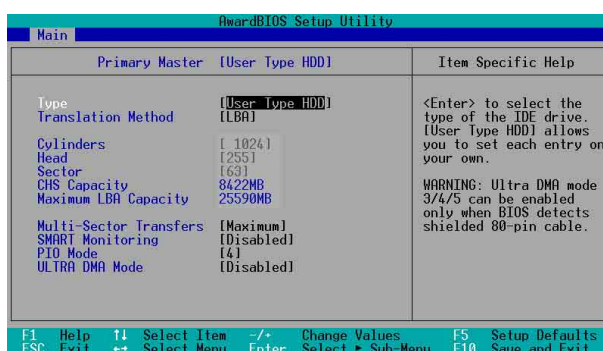 AwardBIOS Setup Utility
Main
Primary Master [User Type HDD]
Item Specific Help
Type [User Type HDD]
Translation Method [LBA]
Cylinders [ 1024]
Head [255]
Sector [63]
CHS Capacity 8422MB
Maximum LBA Capacity 25590MB
Multi-Sector Transfers [Maximum]
SMART Monitoring [Disabled]
PIO Mode [4]
ULTRA DMA Mode [Disabled]
<Enter> to select the
type of the IDE drive.
[User Type HDD] allows
you to set each entry on
your own.
WARNING: Ultra DMA mode
3/4/5 can be enabled
only when BIOS detects
shielded 80-pin cable.
F1 Help ↑↓ Select Item -/+ Change Values F5 Setup Defaults
ESC Exit ←→ Select Menu Enter Select ► Sub-Menu F10 Save and Exit